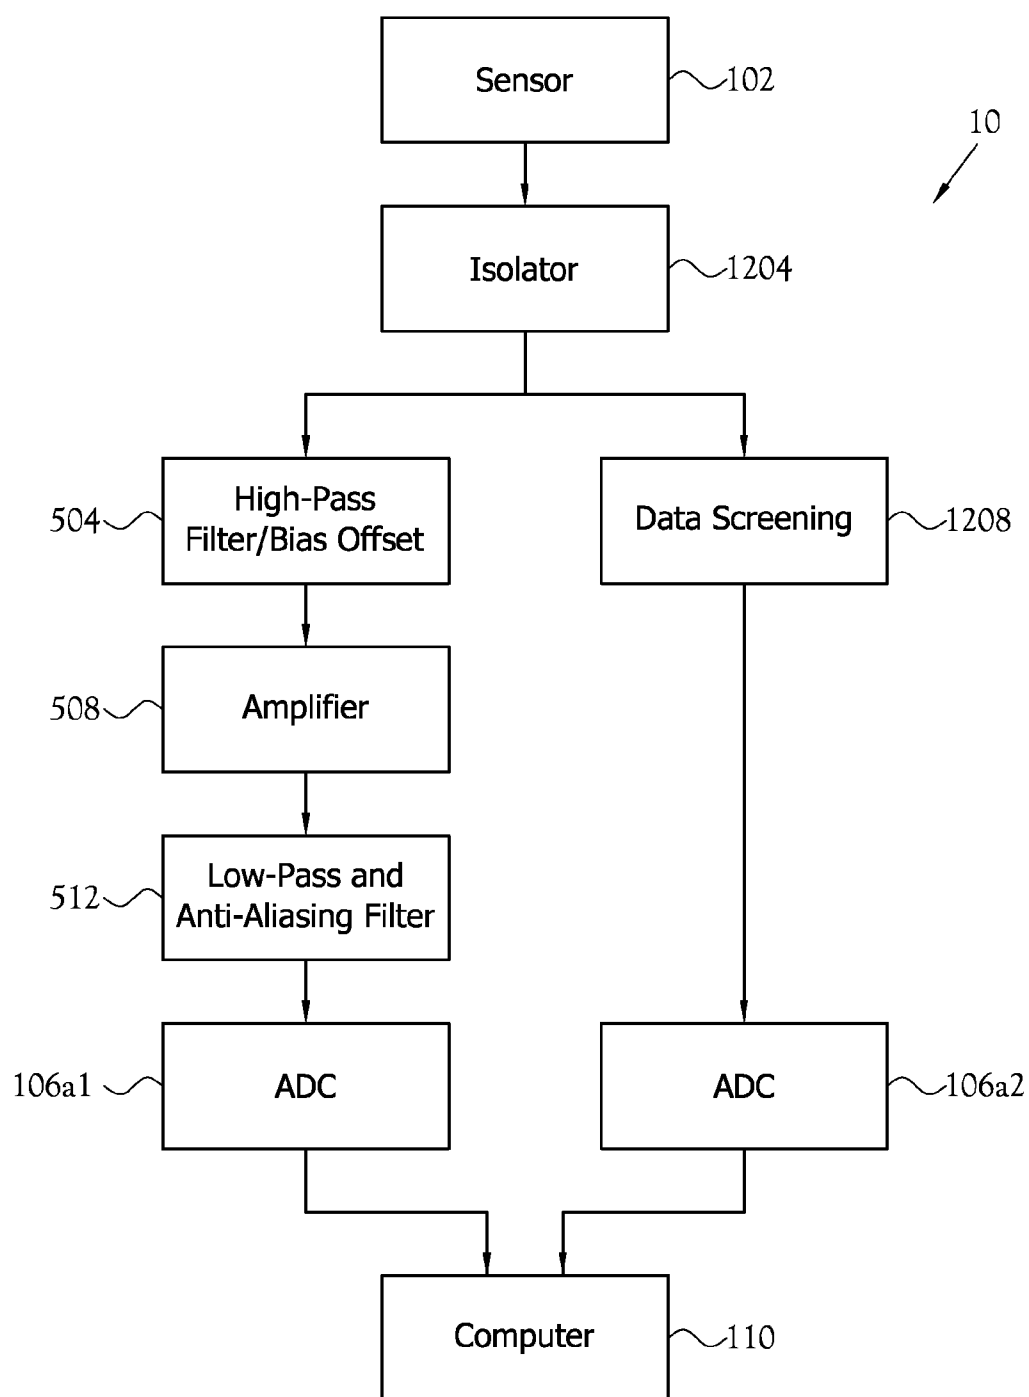 Sensor
102
10
Isolator
1204
High-Pass
Filter/Bias Offset
504
Data Screening
1208
Amplifier
508
Low-Pass and
Anti-Aliasing Filter
512
ADC
106a1
ADC
106a2
Computer
110